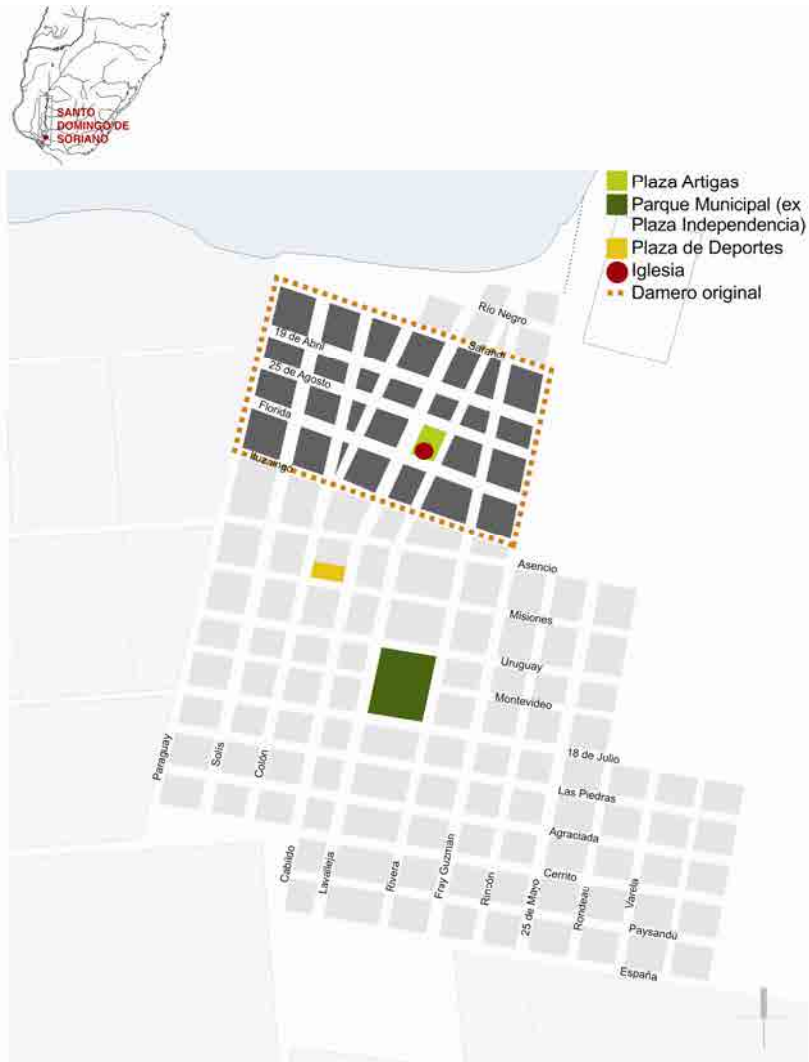 SANTO
DOMINGO DE
SORIANO
Plaza Artigas
Parque Municipal (ex
Plaza Independencia)
Plaza de Deportes
Iglesia
Damero original
Río Negro
Sarandí
19 de Abril
25 de Agosto
Florida
Ituzaingó
Asencio
Misiones
Uruguay
Montevideo
18 de Julio
Las Piedras
Agraciada
Cerrito
Paysandú
España
Paraguay
Solís
Colón
Cabildo
Lavalleja
Rivera
Fray Guzmán
Rincón
25 de Mayo
Rondeau
Varela